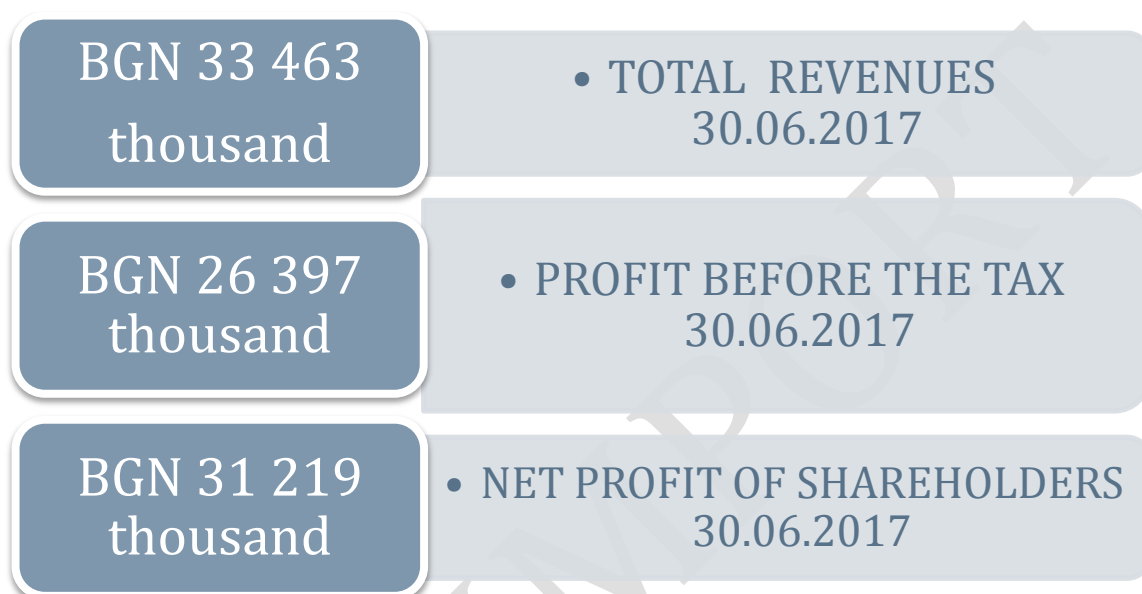 BGN 33 463
thousand
• TOTAL REVENUES
30.06.2017
BGN 26 397
thousand
• PROFIT BEFORE THE TAX
30.06.2017
BGN 31 219
thousand
• NET PROFIT OF SHAREHOLDERS
30.06.2017